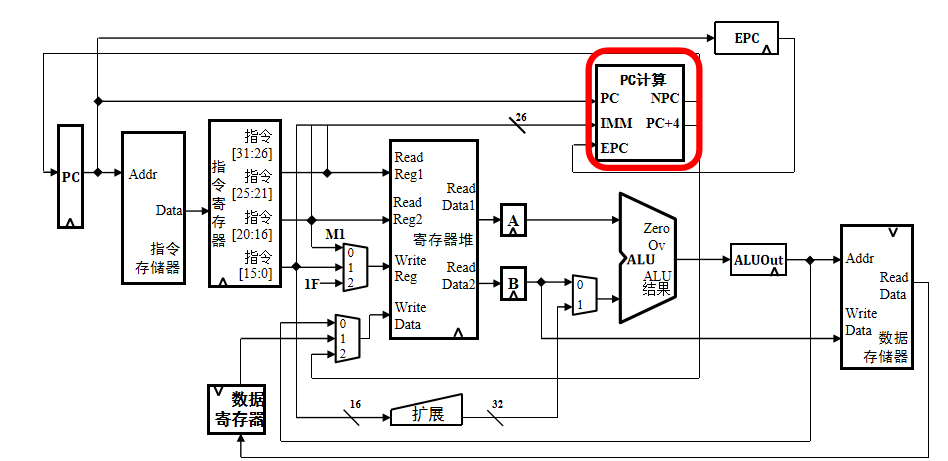 EPC
PC计算
PC NPC
IMM PC+4
EPC
26
PC
Addr
Data
指令
存储器
指令寄存器
指令
[31:26]
指令
[25:21]
指令
[20:16]
指令
[15:0]
M1
0
1
2
1F
0
1
2
Read
Reg1
Read
Reg2
Read
Data1
寄存器堆
Write
Reg
Read
Data2
Write
Data
A
B
0
1
Zero
Ov
ALU
ALU
结果
ALUOut
Addr
Read
Data
Write
Data
数据
存储器
数据
寄存器
16
扩展
32